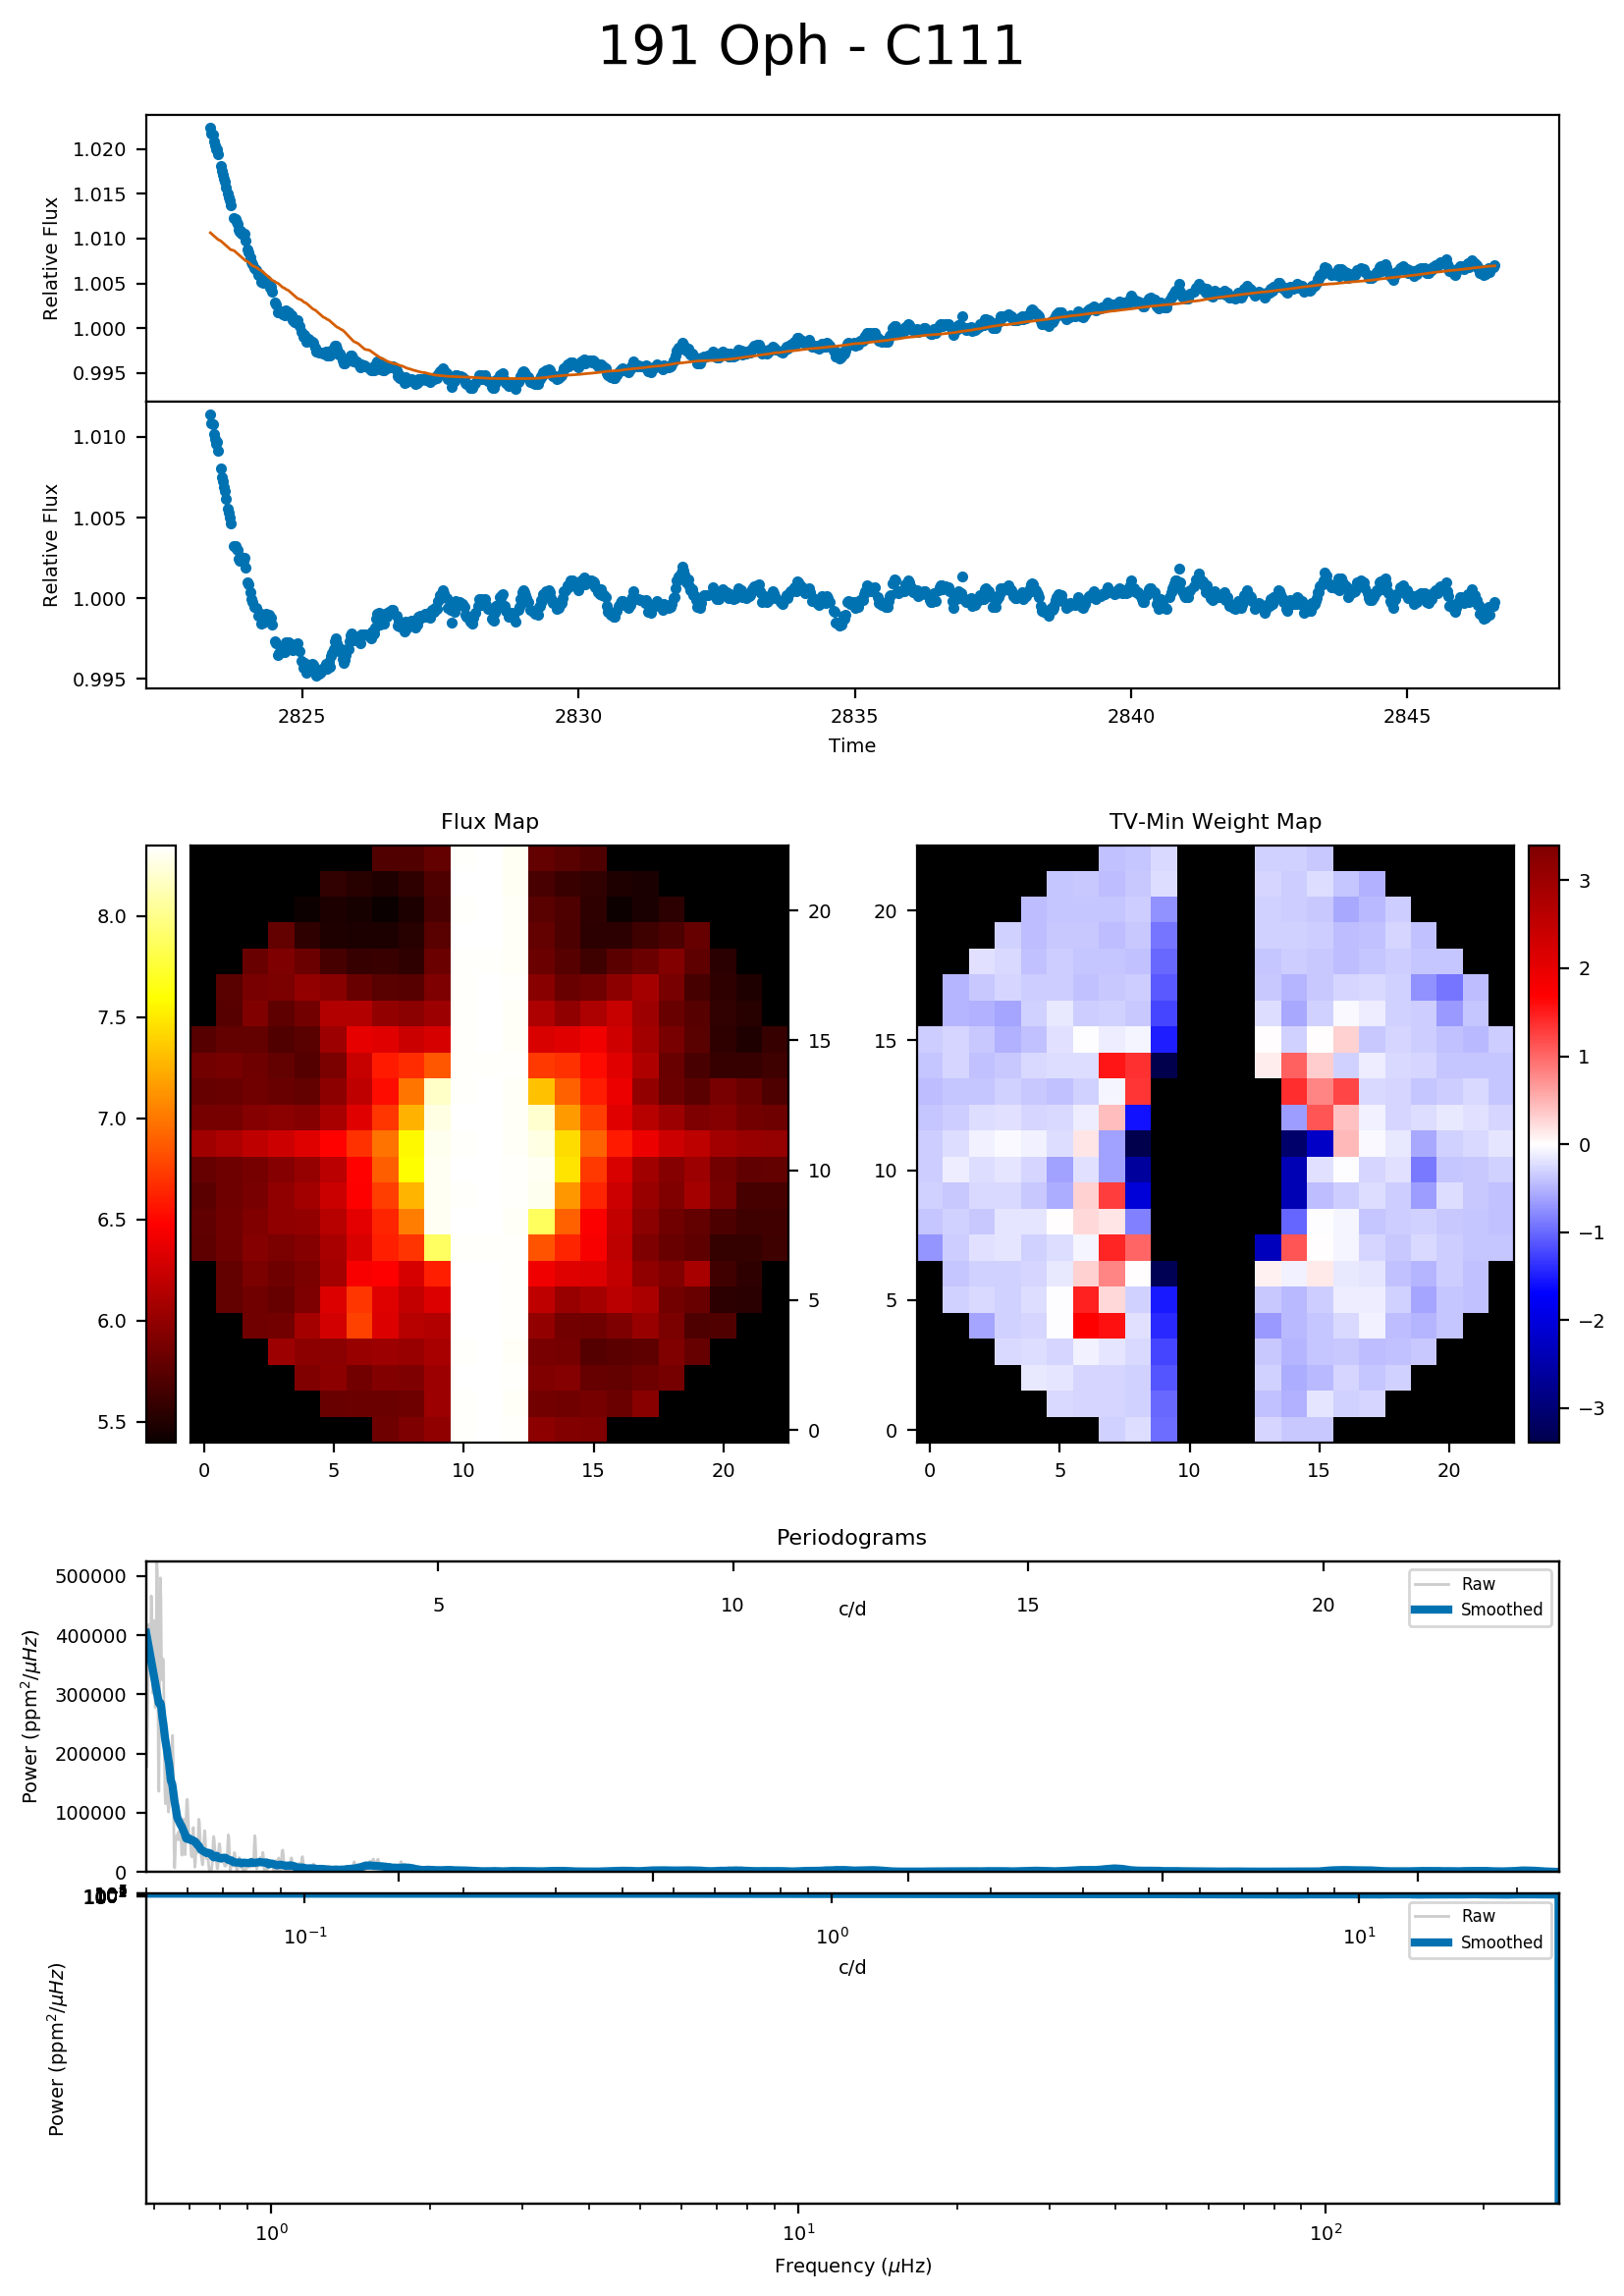 191 Oph - C111
1.020
1.015
1.010
1.005
1.000
0.995
Relative Flux
1.010
1.005
1.000
0.995
Relative Flux
2825 2830 2835 2840 2845
Time
Flux Map
8.0
7.5
7.0
6.5
6.0
5.5
20
15
10
5
0
0 5 10 15 20
TV-Min Weight Map
20
15
10
5
0
0 5 10 15 20
3
2
1
0
−1
−2
−3
Periodograms
500000
400000
300000
200000
100000
0
Power (ppm²/μHz)
5 10 15 20
c/d
Raw
Smoothed
10⁻¹ 10⁰ 10¹
c/d
Raw
Smoothed
Power (ppm²/μHz)
10⁰ 10¹ 10²
Frequency (μHz)